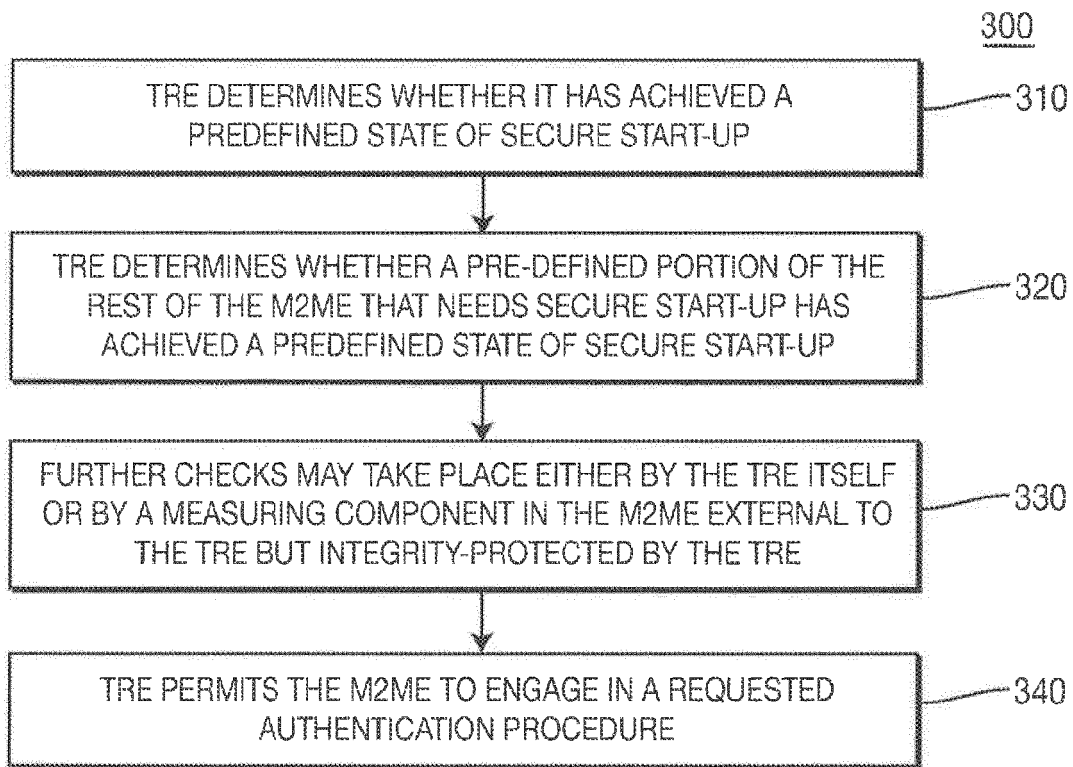 300
TRE DETERMINES WHETHER IT HAS ACHIEVED A
PREDEFINED STATE OF SECURE START-UP
310
TRE DETERMINES WHETHER A PRE-DEFINED PORTION OF THE
REST OF THE M2ME THAT NEEDS SECURE START-UP HAS
ACHIEVED A PREDEFINED STATE OF SECURE START-UP
320
FURTHER CHECKS MAY TAKE PLACE EITHER BY THE TRE ITSELF
OR BY A MEASURING COMPONENT IN THE M2ME EXTERNAL TO
THE TRE BUT INTEGRITY-PROTECTED BY THE TRE
330
TRE PERMITS THE M2ME TO ENGAGE IN A REQUESTED
AUTHENTICATION PROCEDURE
340